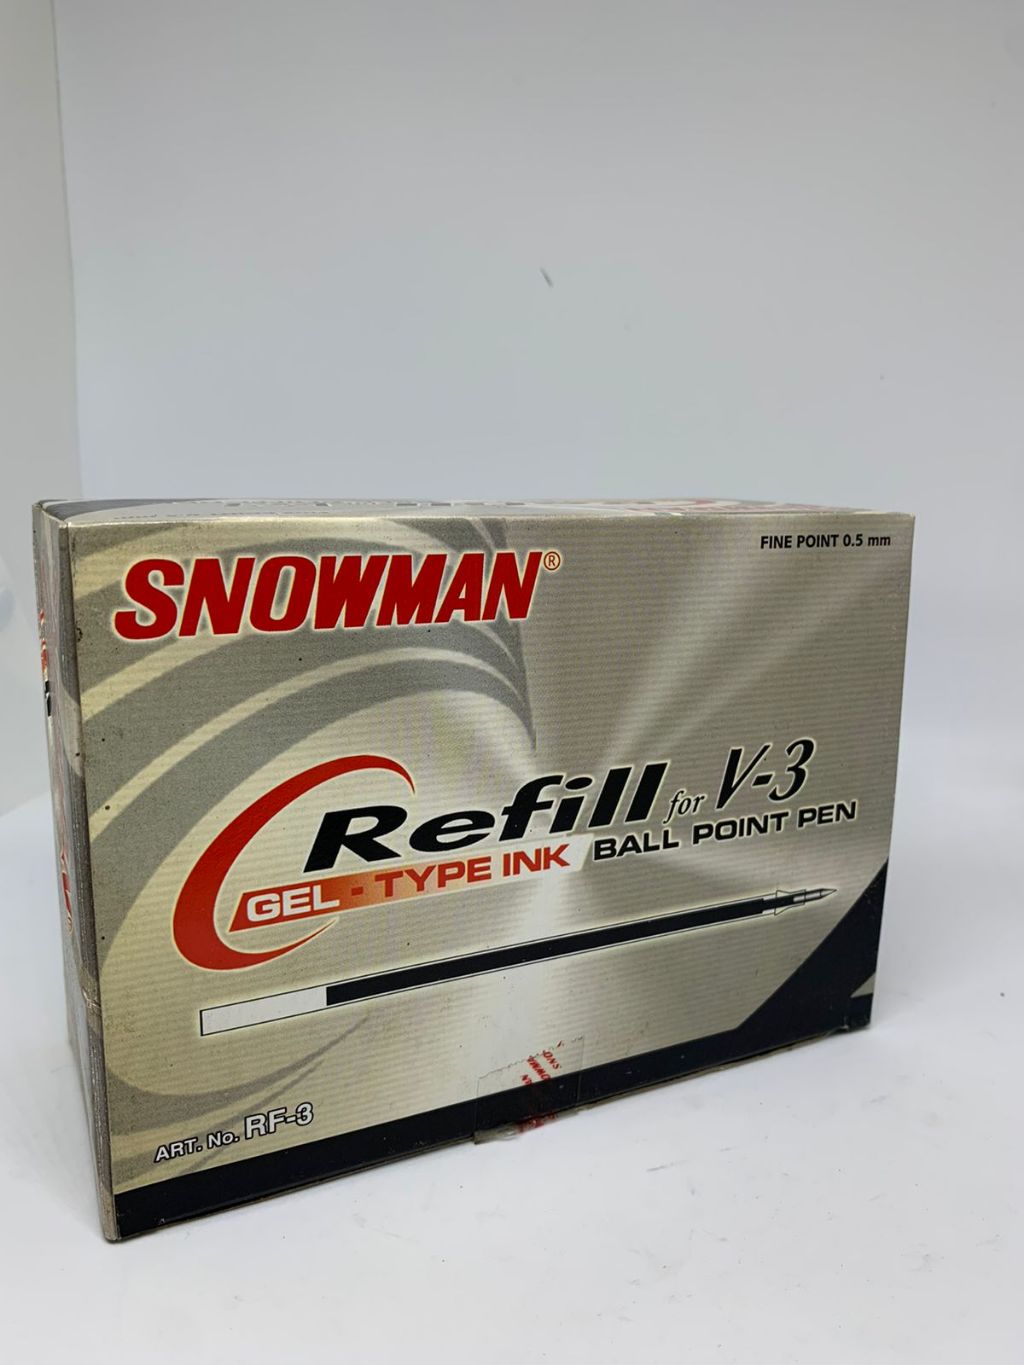 SNOWMAN®
FINE POINT 0.5 mm
Refill for V-3
GEL - TYPE INK BALL POINT PEN
ART. No. RF-3